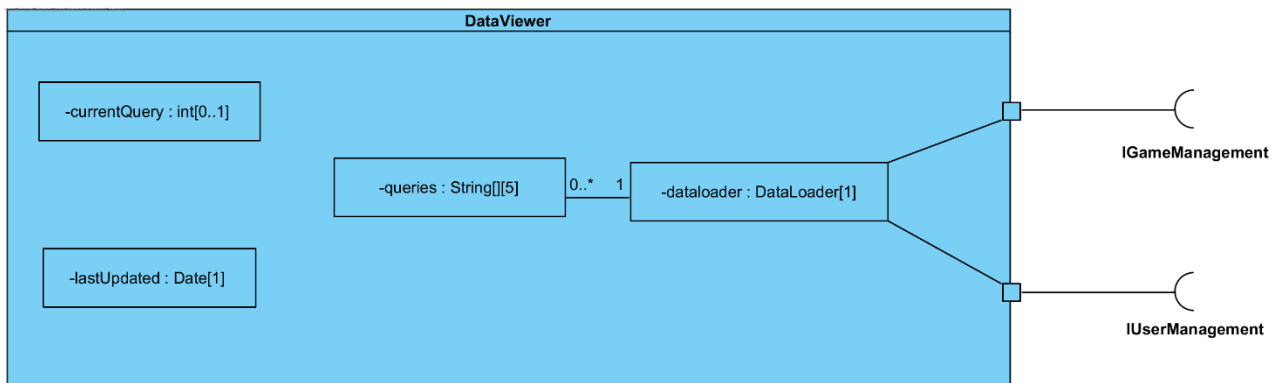 DataViewer
-currentQuery : int[0..1]
IGameManagement
-queries : String[][5]
0..* 1
-dataloader : DataLoader[1]
-lastUpdated : Date[1]
IUserManagement